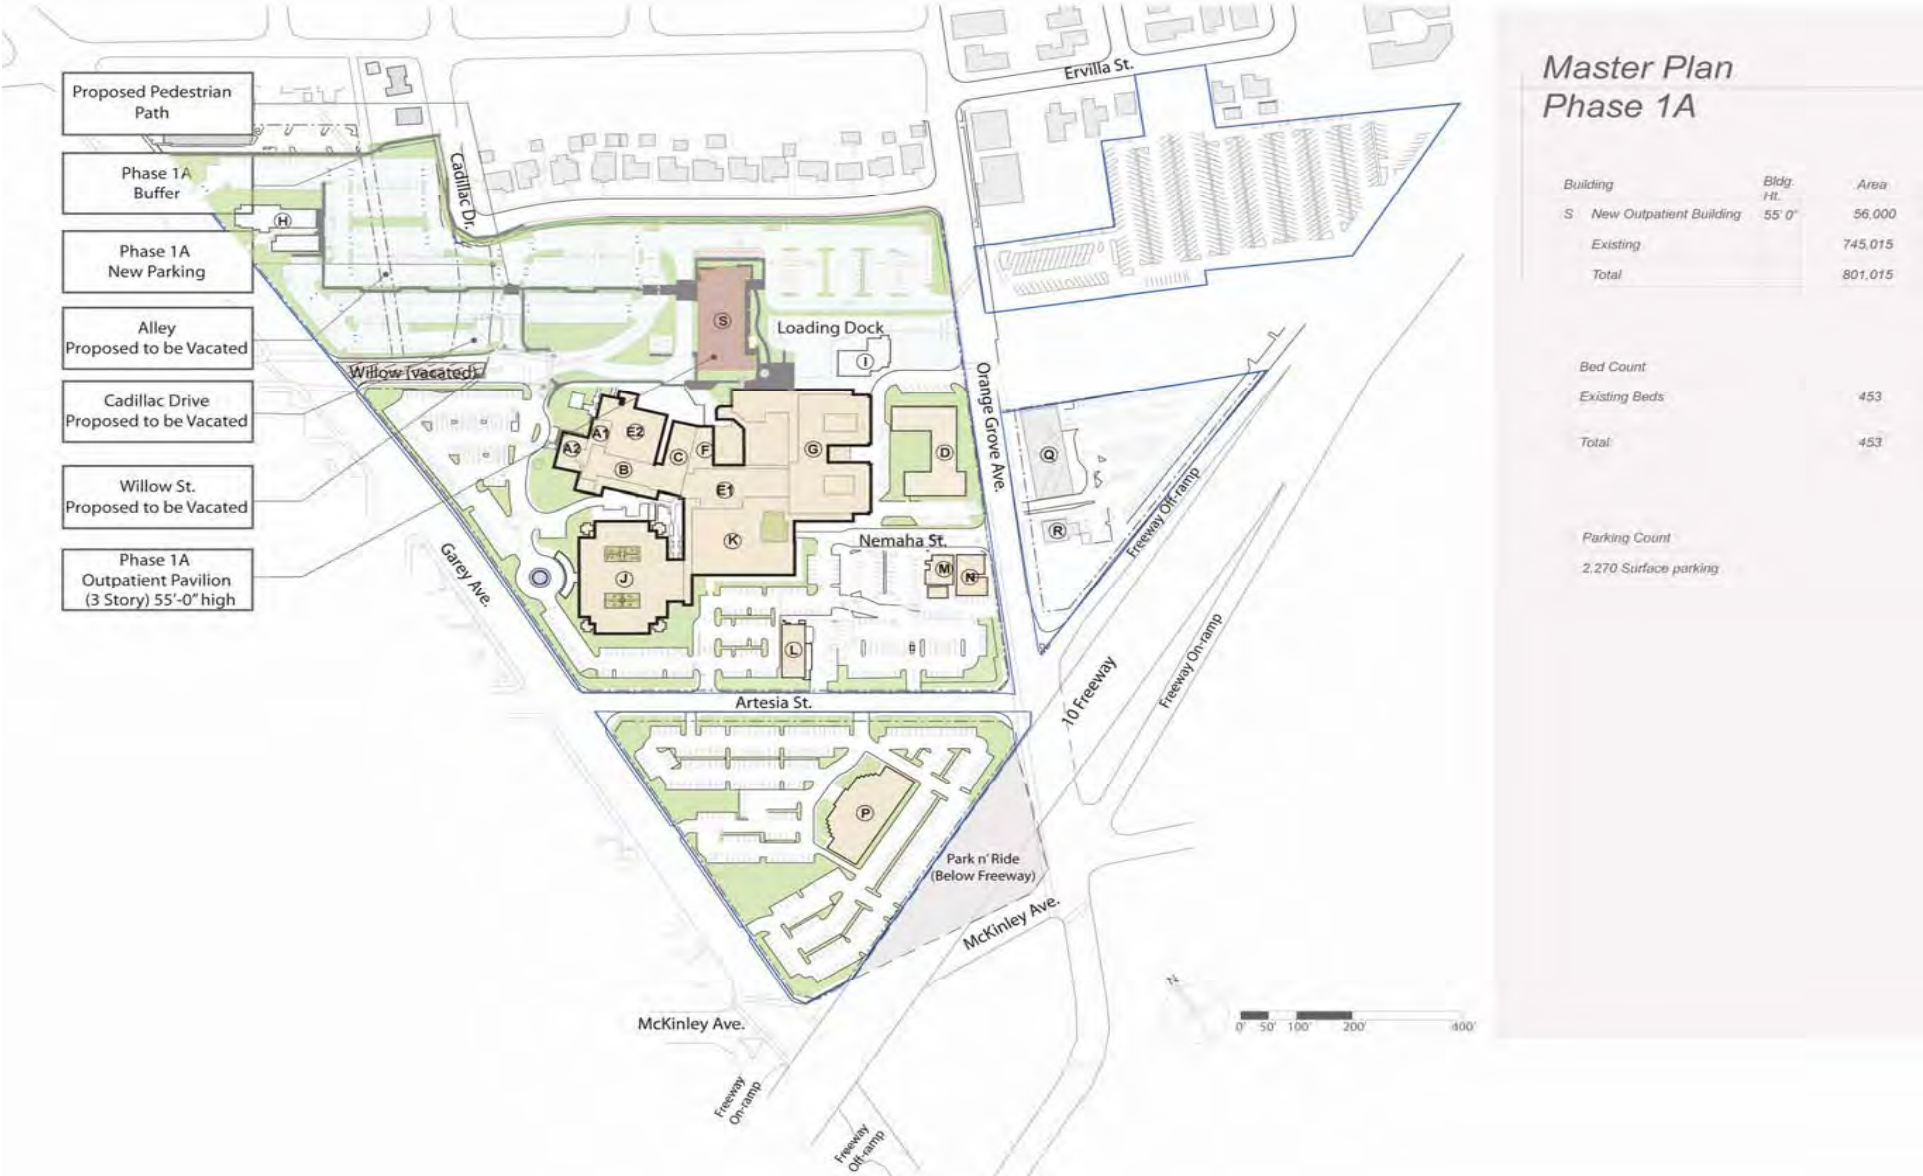 Master Plan
Phase 1A
Building Bldg. Ht. Area
S New Outpatient Building 55' 0" 56,000
Existing 745,015
Total 801,015
Bed Count
Existing Beds 453
Total 453
Parking Count
2,270 Surface parking
Proposed Pedestrian
Path
Phase 1A
Buffer
Phase 1A
New Parking
Alley
Proposed to be Vacated
Cadillac Drive
Proposed to be Vacated
Willow St.
Proposed to be Vacated
Phase 1A
Outpatient Pavilion
(3 Story) 55'-0" high
Ervilla St.
Cadillac Dr.
H
S
Loading Dock
I
Willow (vacated)
Orange Grove Ave.
A1
E2
A2
B
C
F
G
D
E1
Q
R
K
J
Nemaha St.
M
N
L
Garey Ave.
Freeway Off-ramp
Freeway On-ramp
10 Freeway
Artesia St.
P
Park n' Ride
(Below Freeway)
McKinley Ave.
McKinley Ave.
Freeway
On-ramp
Freeway
Off-ramp
N
0' 50' 100' 200' 400'